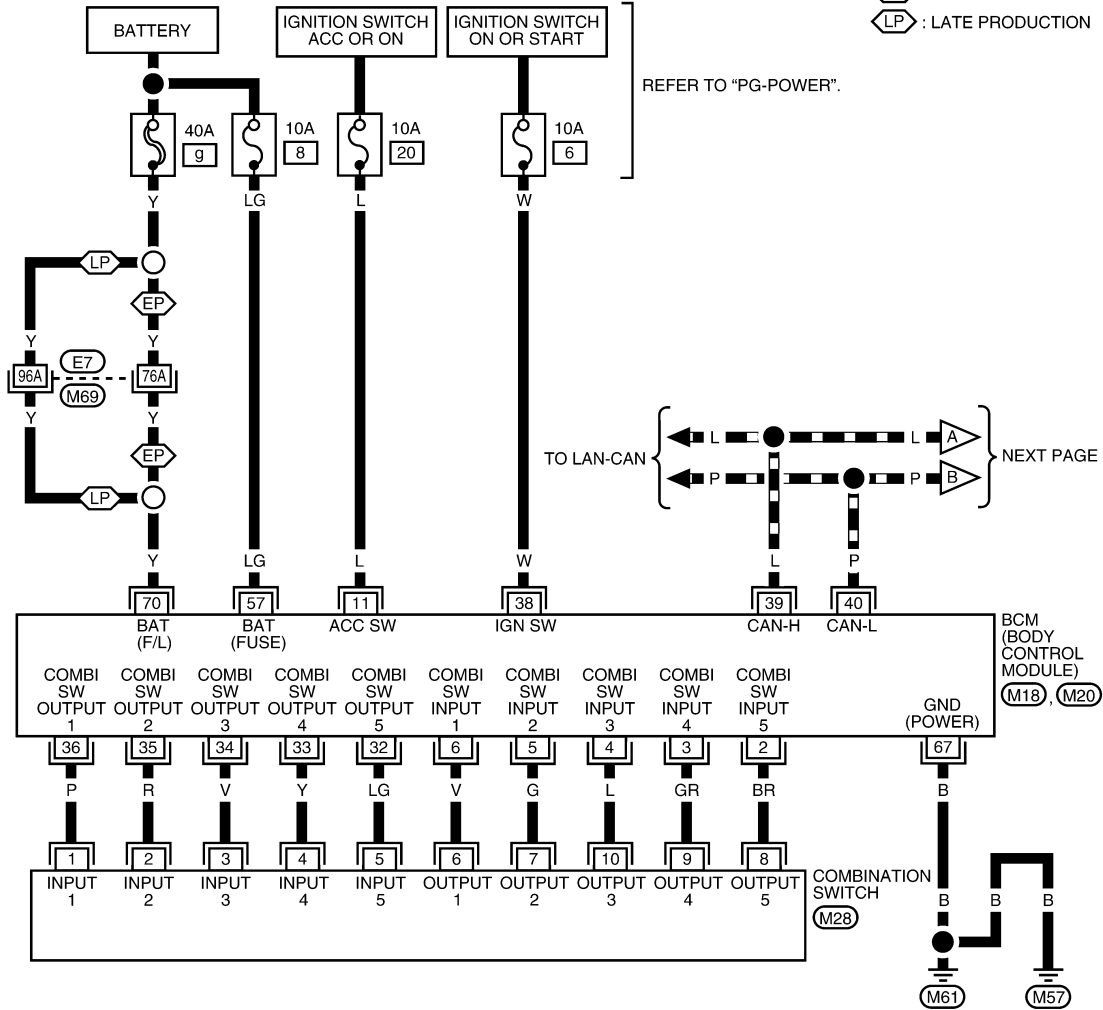 LP : LATE PRODUCTION
BATTERY
IGNITION SWITCH
ACC OR ON
IGNITION SWITCH
ON OR START
REFER TO “PG-POWER”.
40A
g
10A
8
10A
20
10A
6
Y LG L W
LP
EP
Y Y
96A
E7
M69
76A
Y Y
EP
LP
TO LAN-CAN
L L A
P P B
NEXT PAGE
Y LG L W L P
70 57 11 38 39 40
BAT
(F/L)
BAT
(FUSE)
ACC SW
IGN SW
CAN-H
CAN-L
BCM
(BODY
CONTROL
MODULE)
M18 , M20
COMBI
SW
OUTPUT
1
COMBI
SW
OUTPUT
2
COMBI
SW
OUTPUT
3
COMBI
SW
OUTPUT
4
COMBI
SW
OUTPUT
5
COMBI
SW
INPUT
1
COMBI
SW
INPUT
2
COMBI
SW
INPUT
3
COMBI
SW
INPUT
4
COMBI
SW
INPUT
5
GND
(POWER)
36 35 34 33 32 6 5 4 3 2 67
P R V Y LG V G L GR BR B
1 2 3 4 5 6 7 10 9 8
INPUT
1
INPUT
2
INPUT
3
INPUT
4
INPUT
5
OUTPUT
1
OUTPUT
2
OUTPUT
3
OUTPUT
4
OUTPUT
5
COMBINATION
SWITCH
M28
B B B
M61
M57